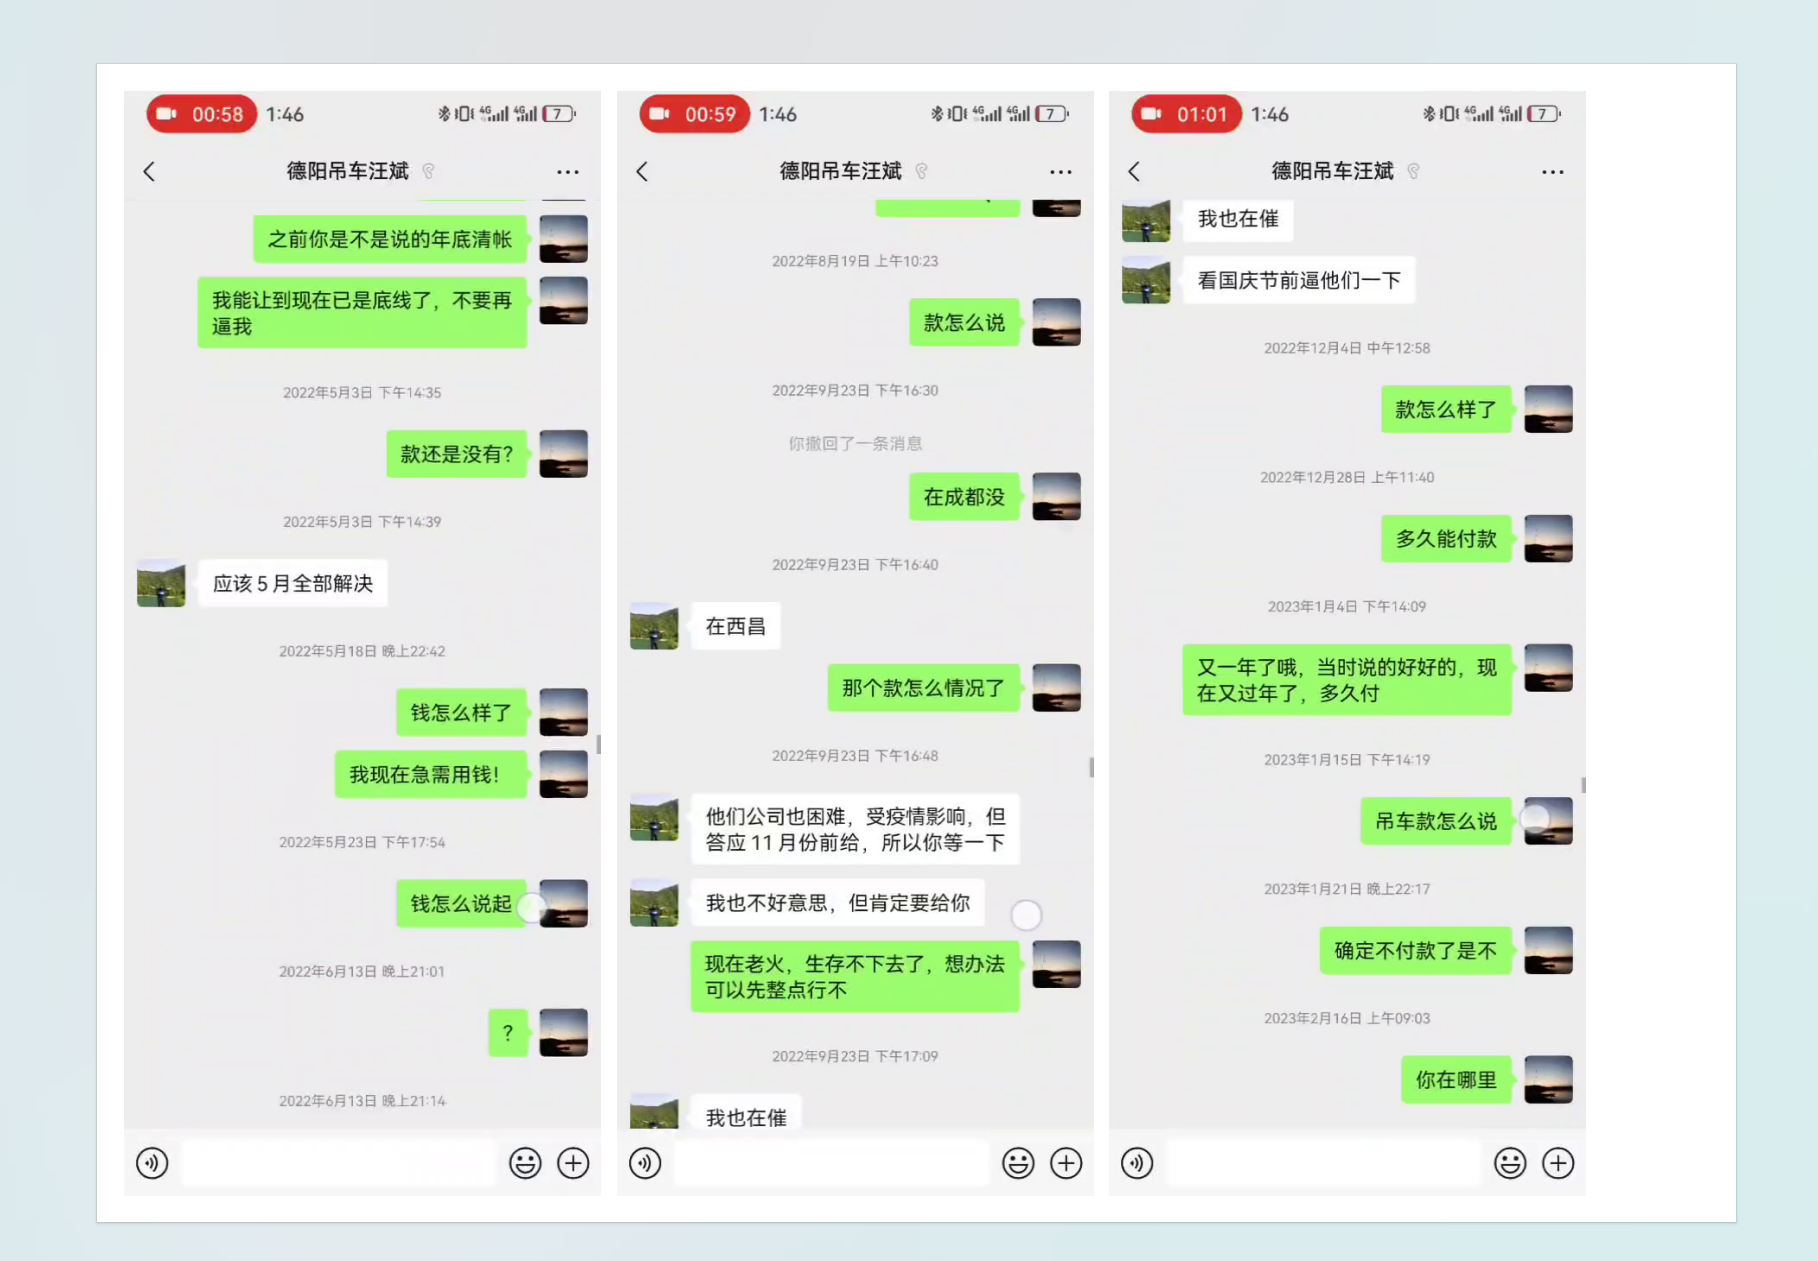 00:58 1:46 4G 4G 7
德阳吊车汪斌
之前你是不是说的年底清帐
我能让到现在已是底线了，不要再
逼我
2022年5月3日 下午14:35
款还是没有？
2022年5月3日 下午14:39
应该5月全部解决
2022年5月18日 晚上22:42
钱怎么样了
我现在急需用钱！
2022年5月23日 下午17:54
钱怎么说起
2022年6月13日 晚上21:01
？
2022年6月13日 晚上21:14
00:59 1:46 4G 4G 7
德阳吊车汪斌
2022年8月19日 上午10:23
款怎么说
2022年9月23日 下午16:30
你撤回了一条消息
在成都没
2022年9月23日 下午16:40
在西昌
那个款怎么情况了
2022年9月23日 下午16:48
他们公司也困难，受疫情影响，但
答应11月份前给，所以你等一下
我也不好意思，但肯定要给你
现在老火，生存不下去了，想办法
可以先整点行不
2022年9月23日 下午17:09
我也在催
01:01 1:46 4G 4G 7
德阳吊车汪斌
我也在催
看国庆节前逼他们一下
2022年12月4日 中午12:58
款怎么样了
2022年12月28日 上午11:40
多久能付款
2023年1月4日 下午14:09
又一年了哦，当时说的好好的，现
在又过年了，多久付
2023年1月15日 下午14:19
吊车款怎么说
2023年1月21日 晚上22:17
确定不付款了是不
2023年2月16日 上午09:03
你在哪里